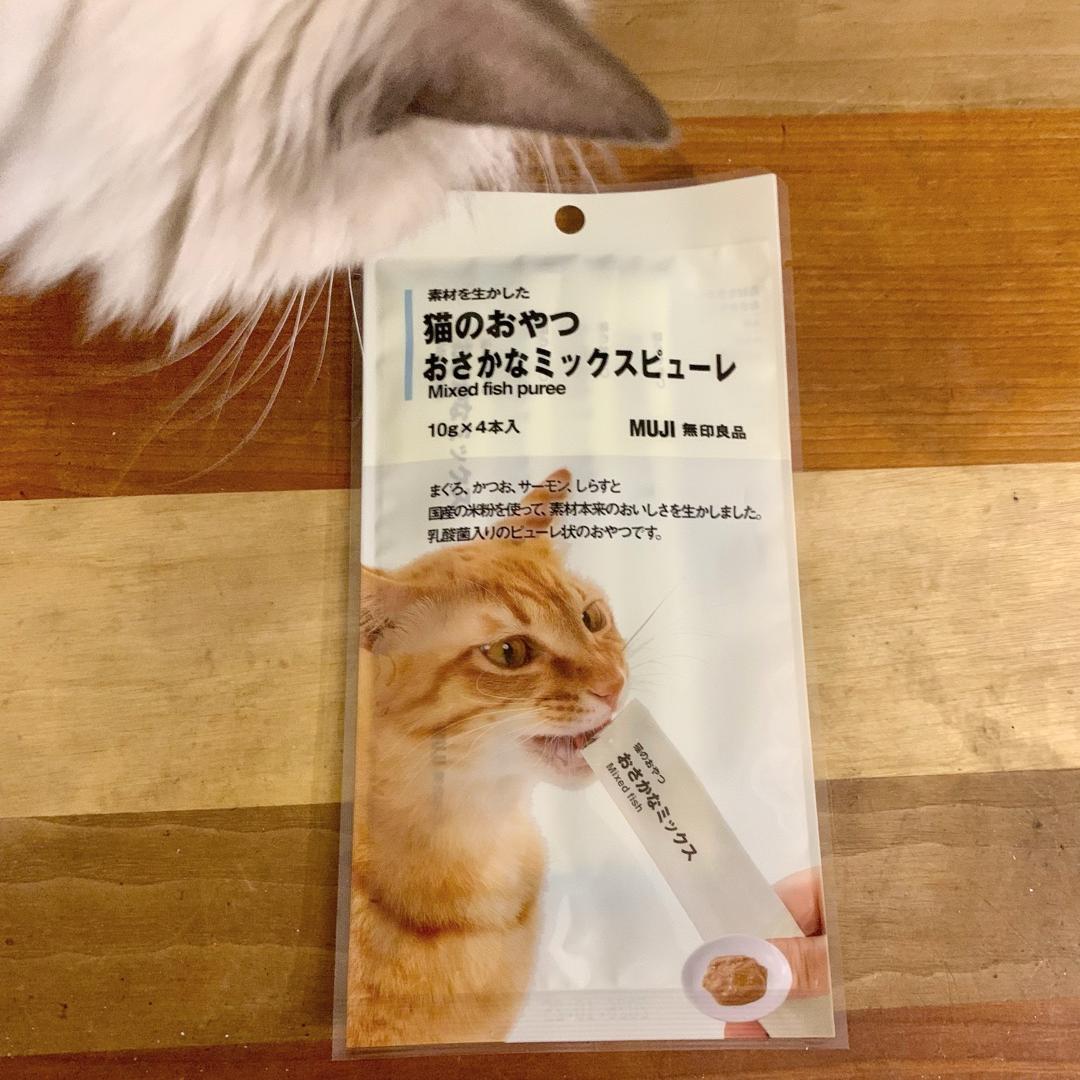 素材を生かした
猫のおやつ
おさかなミックスピューレ
Mixed fish puree
10g×4本入
MUJI 無印良品
まぐろ、かつお、サーモン、しらすと
国産の米粉を使って、素材本来のおいしさを生かしました。
乳酸菌入りのピューレ状のおやつです。
猫のおやつ
おさかなミックス
Mixed fish